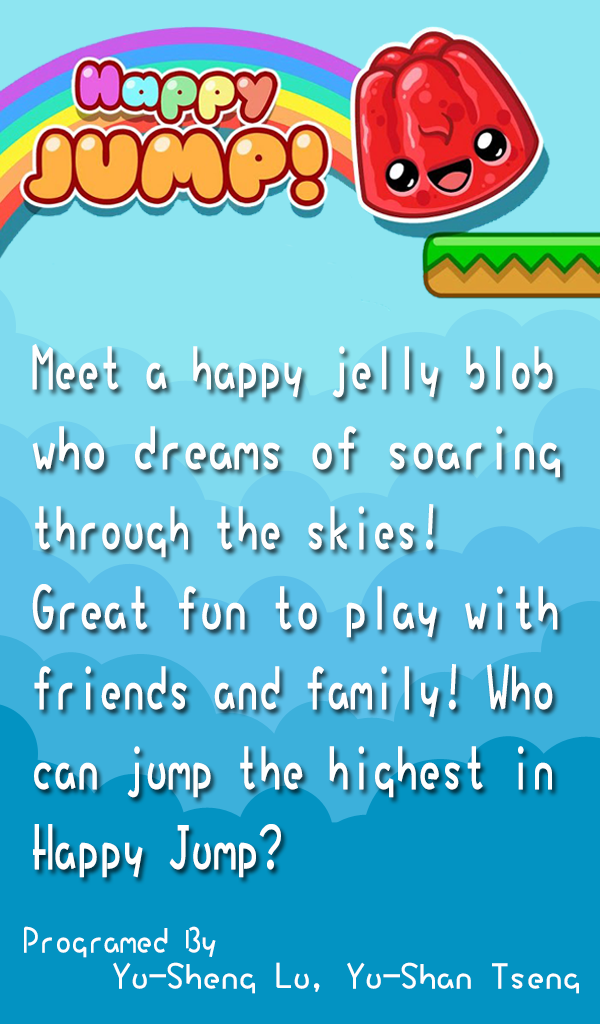 Happy
JUMP!
Meet a happy jelly blob
who dreams of soaring
through the skies!
Great fun to play with
friends and family! Who
can jump the highest in
Happy Jump?
Programed By
Yu-Sheng Lu, Yu-Shan Tseng